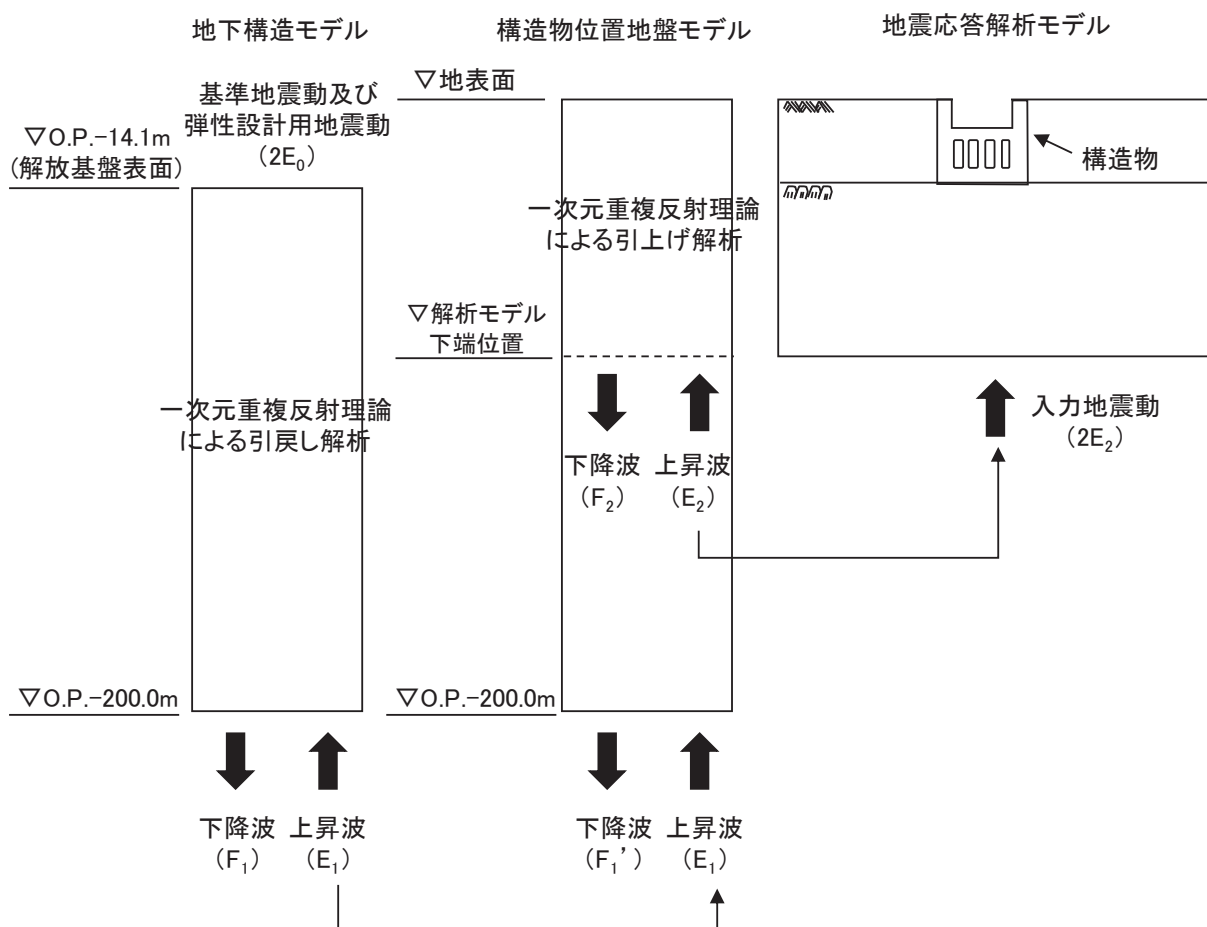 地下構造モデル
基準地震動及び
弾性設計用地震動
(2E₀)
▽O.P.-14.1m
(解放基盤表面)
一次元重複反射理論
による引戻し解析
▽O.P.-200.0m
下降波
(F₁)
上昇波
(E₁)
構造物位置地盤モデル
▽地表面
一次元重複反射理論
による引上げ解析
▽解析モデル
下端位置
下降波
(F₂)
上昇波
(E₂)
▽O.P.-200.0m
下降波
(F₁’)
上昇波
(E₁)
地震応答解析モデル
構造物
入力地震動
(2E₂)